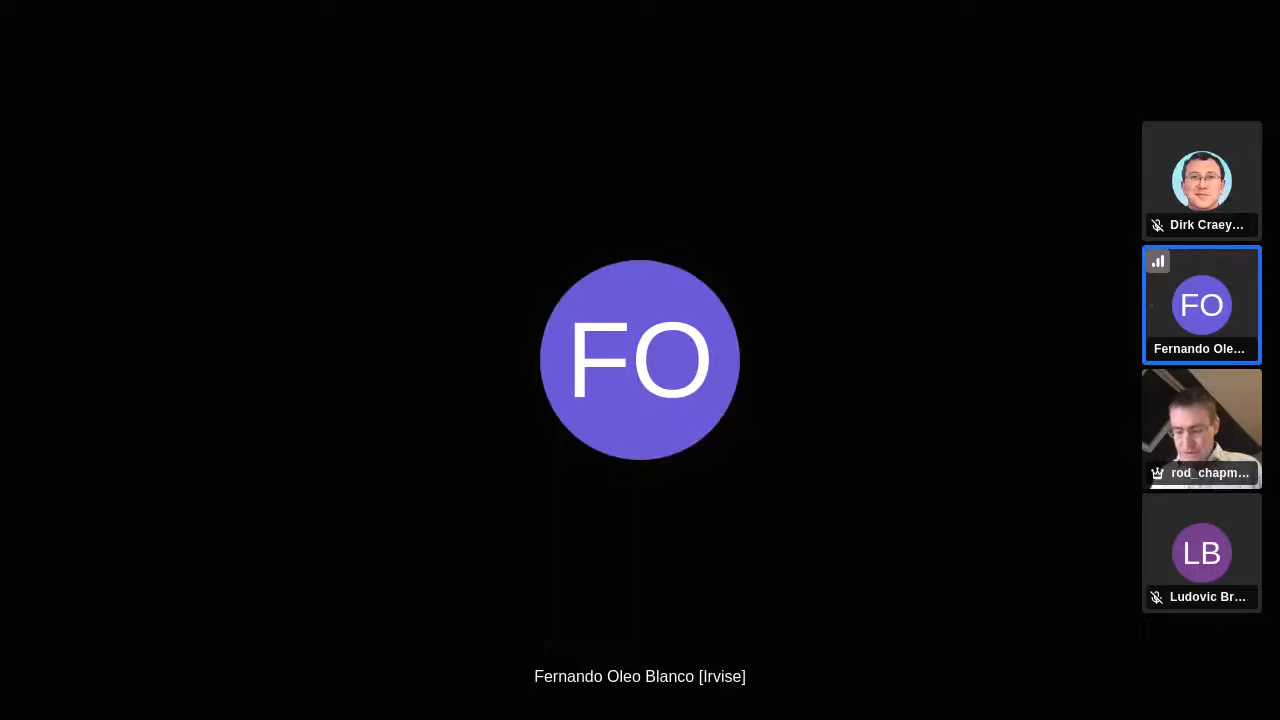 FO
Fernando Oleo Blanco [Irvise]
Dirk Craey...
FO
Fernando Ole...
rod_chapm...
LB
Ludovic Br...